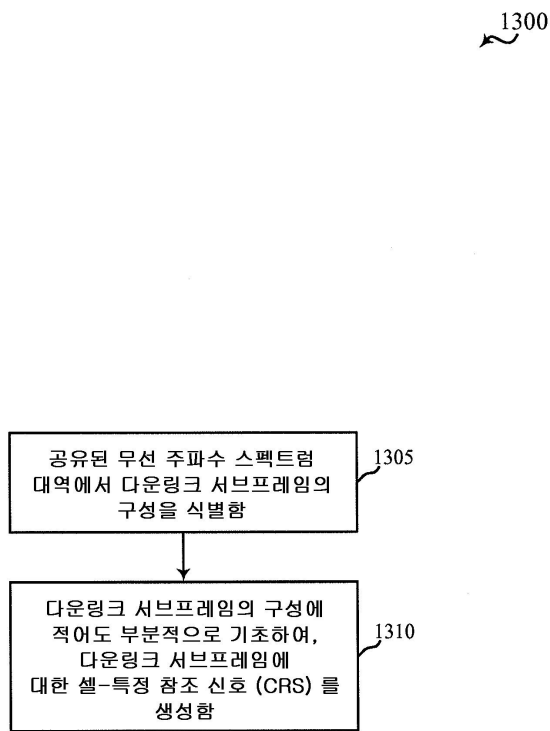 1300
공유된 무선 주파수 스펙트럼
대역에서 다운링크 서브프레임의
구성을 식별함
1305
다운링크 서브프레임의 구성에
적어도 부분적으로 기초하여,
다운링크 서브프레임에
대한 셀-특정 참조 신호 (CRS) 를
생성함
1310